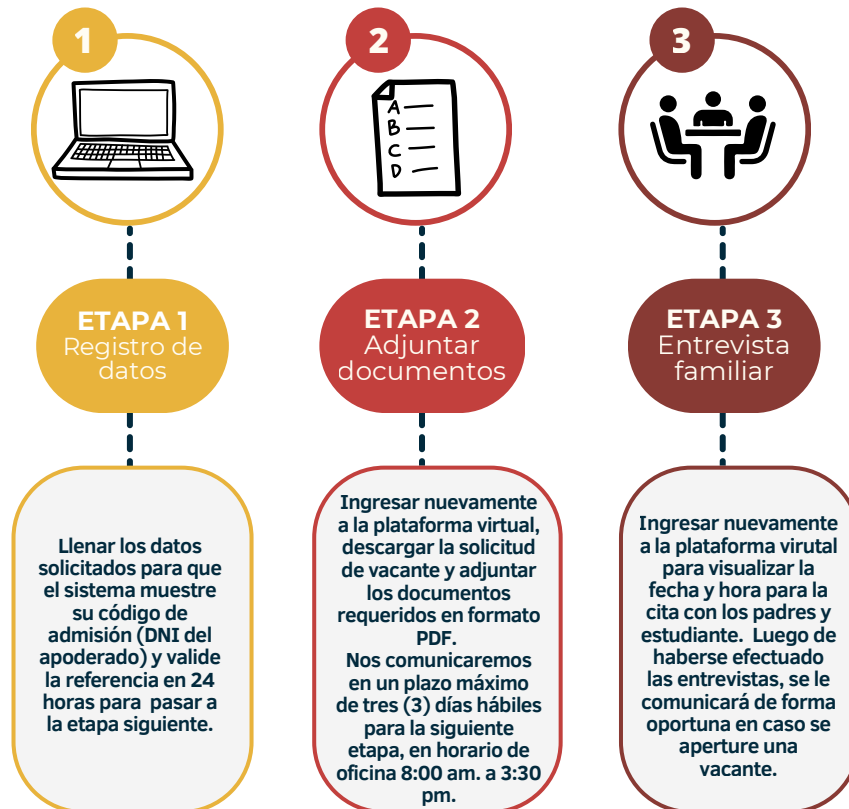 1
ETAPA 1
Registro de
datos
Llenar los datos
solicitados para que
el sistema muestre
su código de
admisión (DNI del
apoderado) y valide
la referencia en 24
horas para pasar a
la etapa siguiente.
2
A
B
C
D
ETAPA 2
Adjuntar
documentos
Ingresar nuevamente
a la plataforma virtual,
descargar la solicitud
de vacante y adjuntar
los documentos
requeridos en formato
PDF.
Nos comunicaremos
en un plazo máximo
de tres (3) días hábiles
para la siguiente
etapa, en horario de
oficina 8:00 am. a 3:30
pm.
3
ETAPA 3
Entrevista
familiar
Ingresar nuevamente
a la plataforma virutal
para visualizar la
fecha y hora para la
cita con los padres y
estudiante. Luego de
haberse efectuado
las entrevistas, se le
comunicará de forma
oportuna en caso se
aperture una
vacante.